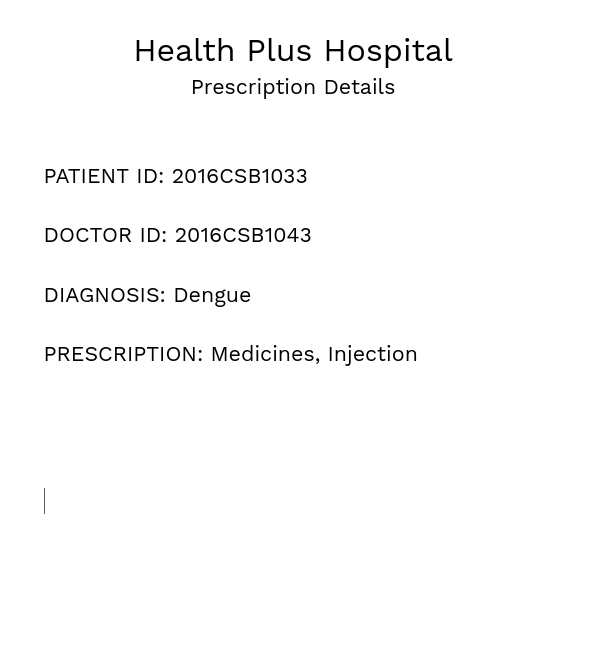 Health Plus Hospital
Prescription Details
PATIENT ID: 2016CSB1033
DOCTOR ID: 2016CSB1043
DIAGNOSIS: Dengue
PRESCRIPTION: Medicines, Injection